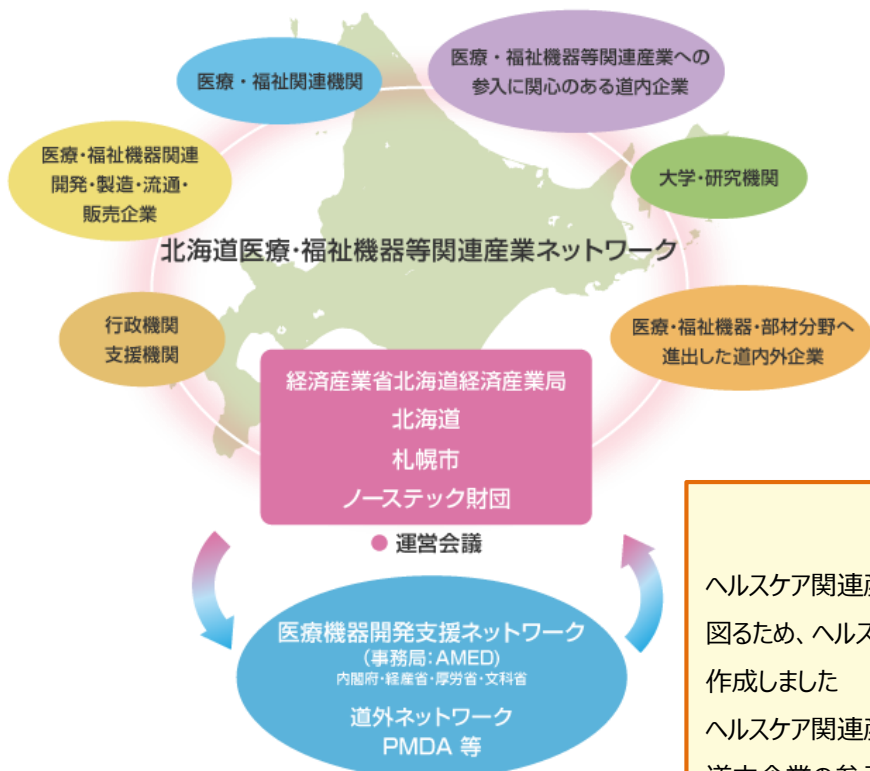 医療・福祉関連機関
医療・福祉機器等関連産業への
参入に関心のある道内企業
医療・福祉機器関連
開発・製造・流通・
販売企業
大学・研究機関
北海道医療・福祉機器等関連産業ネットワーク
行政機関
支援機関
医療・福祉機器・部材分野へ
進出した道内外企業
経済産業省北海道経済産業局
北海道
札幌市
ノーステック財団
● 運営会議
医療機器開発支援ネットワーク
(事務局:AMED)
内閣府・経産省・厚労省・文科省
道外ネットワーク
PMDA 等
ヘルスケア関連産
図るため、ヘルス
作成しました
ヘルスケア関連産